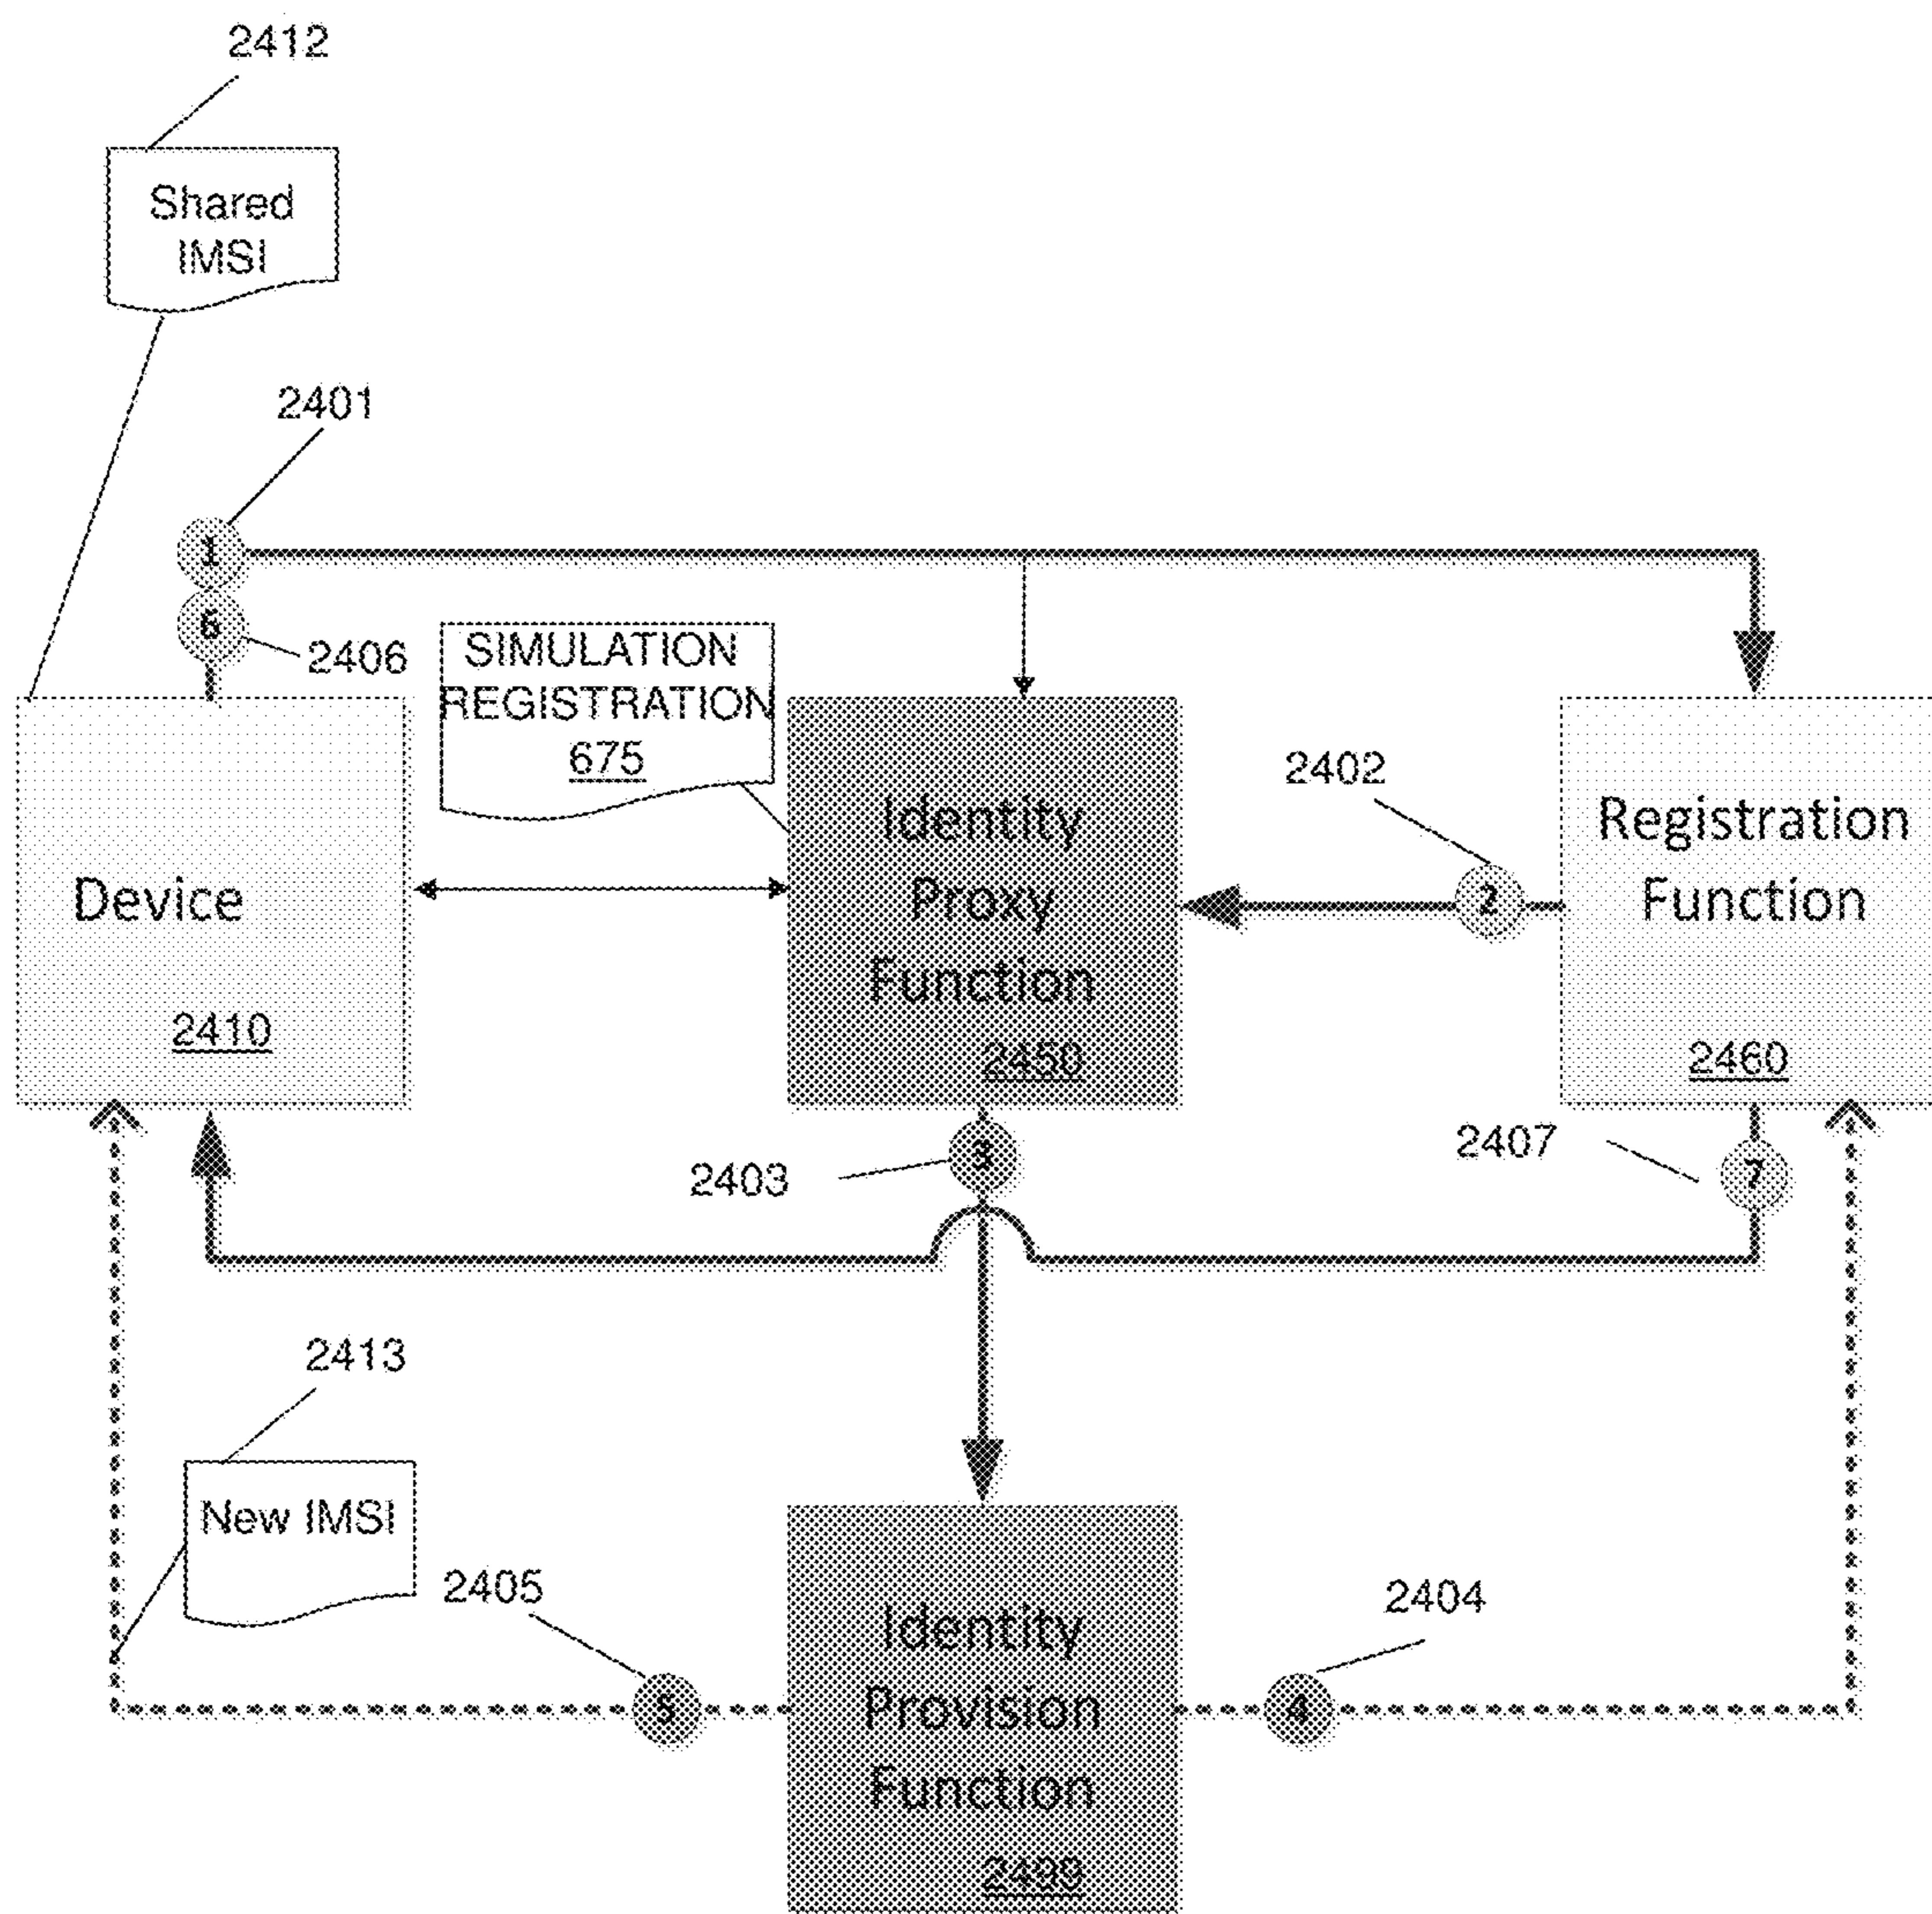 2412
Shared
IMSI
2401
1
6
2406
SIMULATION
REGISTRATION
675
Device
2410
Identity
Proxy
Function
2450
2402
2
Registration
Function
2460
2403
3
2407
7
2413
New IMSI
2405
5
2404
4
Identity
Provision
Function
2499